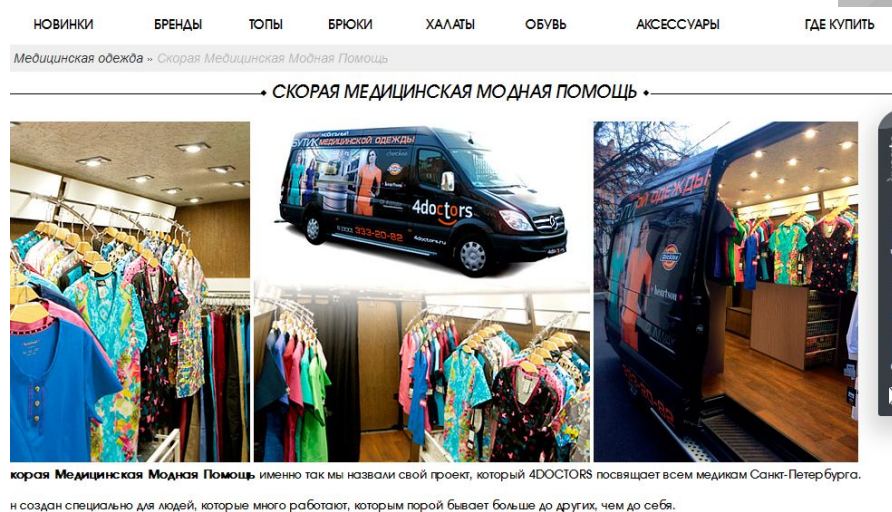 НОВИНКИ БРЕНДЫ ТОПЫ БРЮКИ ХАЛАТЫ ОБУВЬ АКСЕССУАРЫ ГДЕ КУПИТЬ
Медицинская одежда » Скорая Медицинская Модная Помощь
СКОРАЯ МЕДИЦИНСКАЯ МОДНАЯ ПОМОЩЬ
БУТИК МЕДИЦИНСКОЙ ОДЕЖДЫ
dickies
4doctors
333-20-82
4doctors.ru
ОДЕЖДЫ
Dickies
корая Медицинская Модная Помощь именно так мы назвали свой проект, который 4DOCTORS посвящает всем медикам Санкт-Петербурга.
н создан специально для людей, которые много работают, которым порой бывает больше до других, чем до себя.